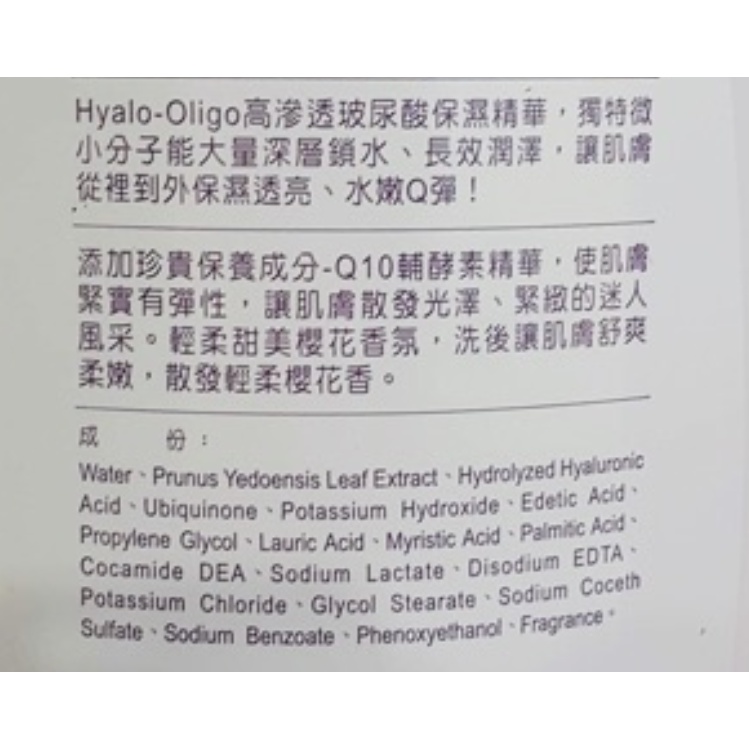 Hyalo-Oligo高滲透玻尿酸保濕精華，獨特微
小分子能大量深層鎖水、長效潤澤，讓肌膚
從裡到外保濕透亮、水嫩Q彈！
添加珍貴保養成分-Q10輔酵素精華，使肌膚
緊實有彈性，讓肌膚散發光澤、緊緻的迷人
風采。輕柔甜美櫻花香氛，洗後讓肌膚舒爽
柔嫩，散發輕柔櫻花香。
成　　份：
Water、Prunus Yedoensis Leaf Extract、Hydrolyzed Hyaluronic
Acid、Ubiquinone、Potassium Hydroxide、Edetic Acid、
Propylene Glycol、Lauric Acid、Myristic Acid、Palmitic Acid、
Cocamide DEA、Sodium Lactate、Disodium EDTA、
Potassium Chloride、Glycol Stearate、Sodium Coceth
Sulfate、Sodium Benzoate、Phenoxyethanol、Fragrance。